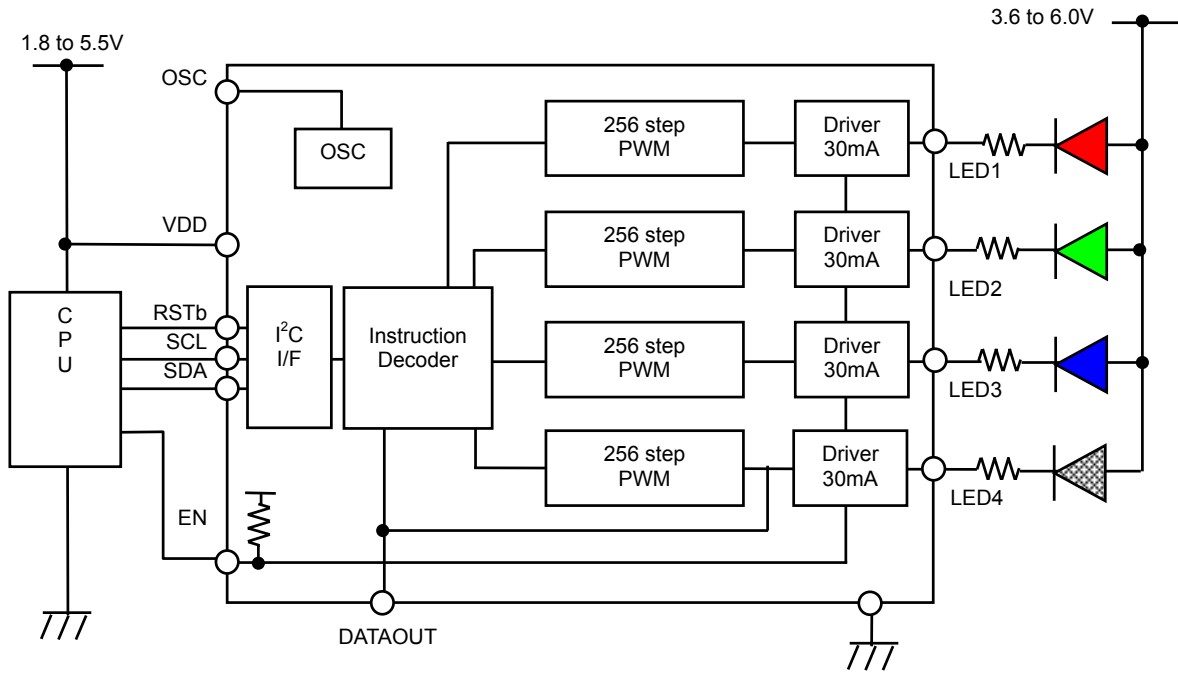 3.6 to 6.0V
1.8 to 5.5V
OSC
OSC
256 step
PWM
Driver
30mA
LED1
VDD
256 step
PWM
Driver
30mA
LED2
C
P
U
RSTb
SCL
SDA
I²C
I/F
Instruction
Decoder
256 step
PWM
Driver
30mA
LED3
256 step
PWM
Driver
30mA
LED4
EN
DATAOUT